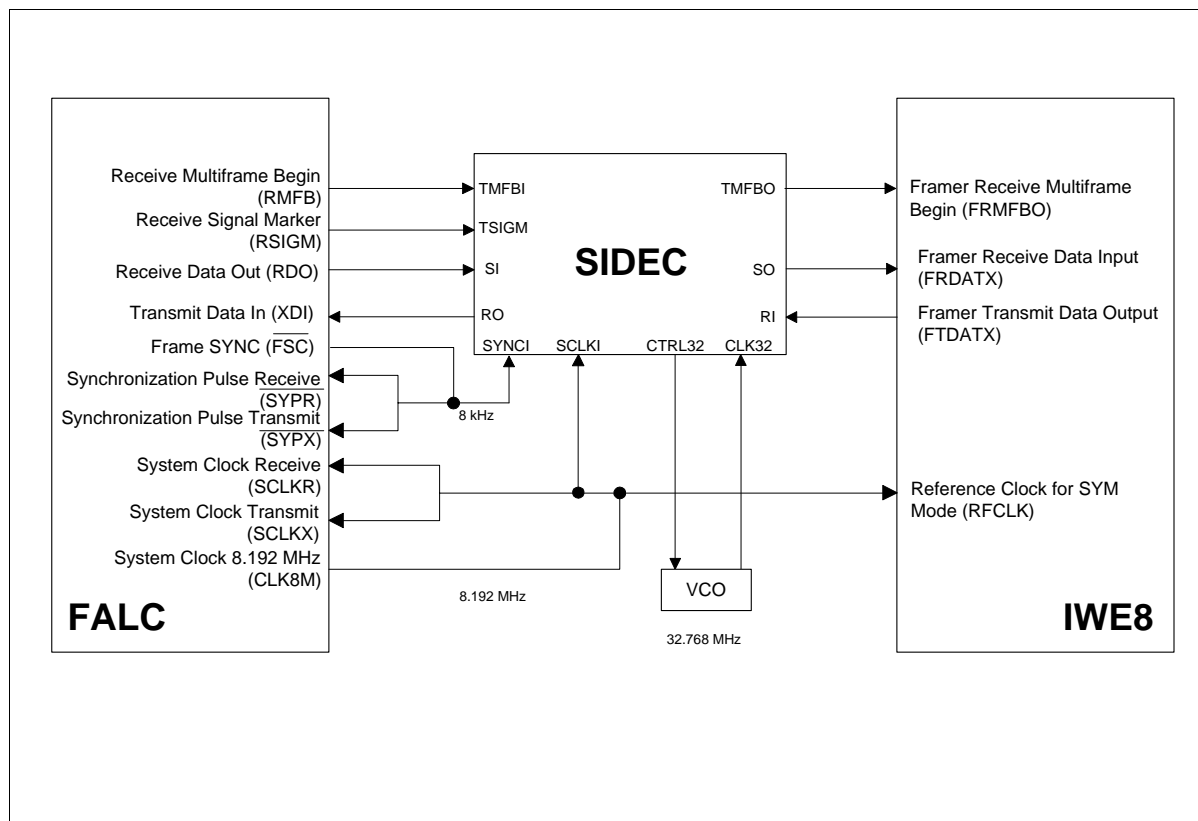 Receive Multiframe Begin
(RMFB)
Receive Signal Marker
(RSIGM)
Receive Data Out (RDO)
Transmit Data In (XDI)
Frame SYNC (FSC)
Synchronization Pulse Receive
(SYPR)
Synchronization Pulse Transmit
(SYPX)
System Clock Receive
(SCLKR)
System Clock Transmit
(SCLKX)
System Clock 8.192 MHz
(CLK8M)
FALC
TMFBI
TSIGM
SI
RO
SIDEC
TMFBO
SO
RI
SYNCI
SCLKI
CTRL32
CLK32
8 kHz
8.192 MHz
VCO
32.768 MHz
Framer Receive Multiframe
Begin (FRMFBO)
Framer Receive Data Input
(FRDATX)
Framer Transmit Data Output
(FTDATX)
Reference Clock for SYM
Mode (RFCLK)
IWE8